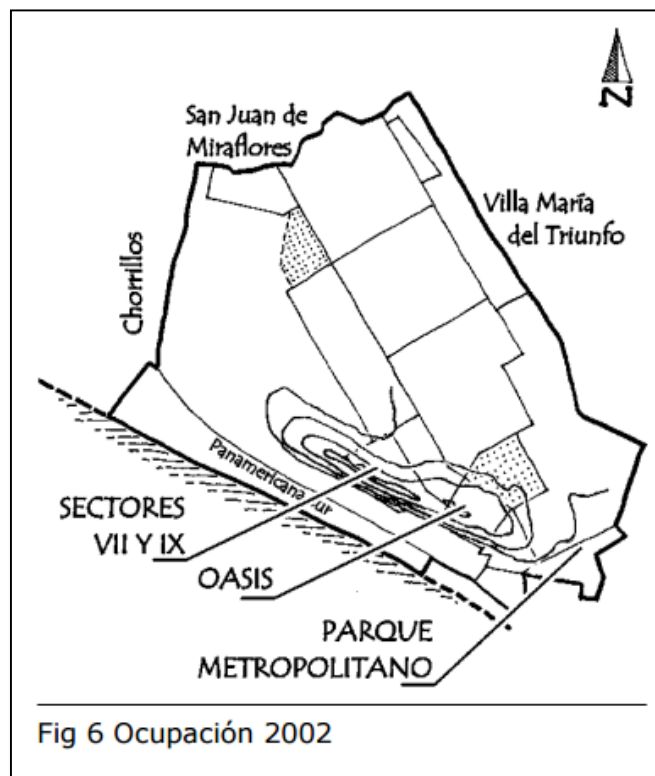 N
San Juan de
Miraflores
Villa María
del Triunfo
Chorrillos
Panamericana Sur
SECTORES
VII Y IX
OASIS
PARQUE
METROPOLITANO
Fig 6 Ocupación 2002